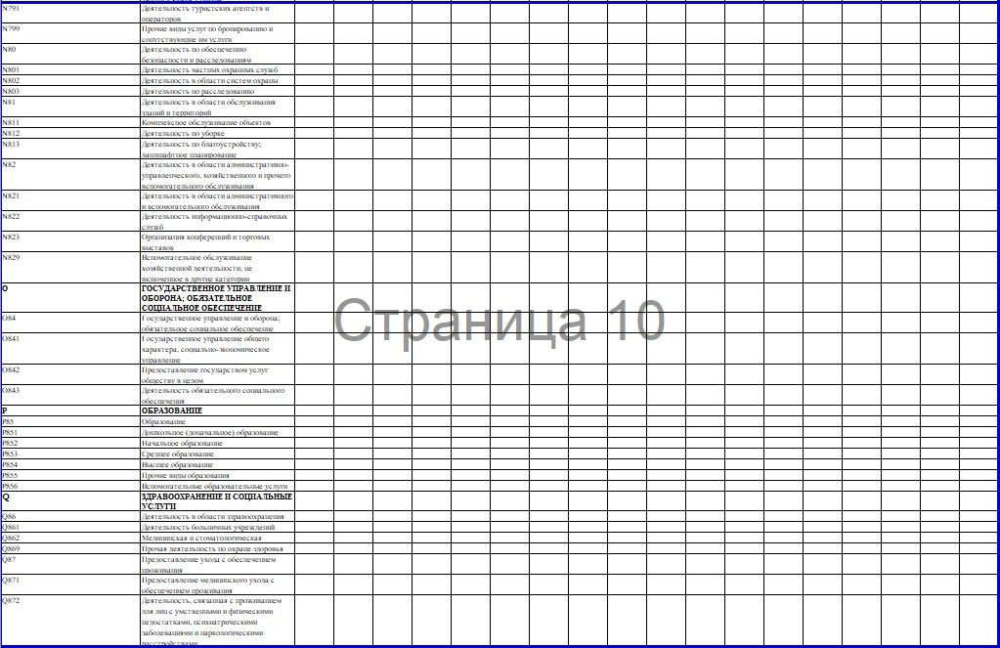 N791 Деятельность туристских агентств и
операторов
N799 Прочие виды услуг по бронированию и
сопутствующие им услуги
N80 Деятельность по обеспечению
безопасности и расследованиям
N801 Деятельность частных охранных служб
N802 Деятельность в области систем охраны
N803 Деятельность по расследованию
N81 Деятельность в области обслуживания
зданий и территорий
N811 Комплексное обслуживание объектов
N812 Деятельность по уборке
N813 Деятельность по благоустройству;
ландшафтное планирование
N82 Деятельность в области административно-
управленческого, хозяйственного и прочего
вспомогательного обслуживания
N821 Деятельность в области административного
и вспомогательного обслуживания
N822 Деятельность информационно-справочных
служб
N823 Организация конференций и торговых
выставок
N829 Вспомогательное обслуживание
хозяйственной деятельности, не
включенное в другие категории
O ГОСУДАРСТВЕННОЕ УПРАВЛЕНИЕ И
ОБОРОНА; ОБЯЗАТЕЛЬНОЕ
СОЦИАЛЬНОЕ ОБЕСПЕЧЕНИЕ
Страница 10
O84 Государственное управление и оборона;
обязательное социальное обеспечение
O841 Государственное управление общего
характера, социально-экономическое
управление
O842 Предоставление государством услуг
обществу в целом
O843 Деятельность обязательного социального
обеспечения
P ОБРАЗОВАНИЕ
P85 Образование
P851 Дошкольное (доначальное) образование
P852 Начальное образование
P853 Среднее образование
P854 Высшее образование
P855 Прочие виды образования
P856 Вспомогательные образовательные услуги
Q ЗДРАВООХРАНЕНИЕ И СОЦИАЛЬНЫЕ
УСЛУГИ
Q86 Деятельность в области здравоохранения
Q861 Деятельность больничных учреждений
Q862 Медицинская и стоматологическая
Q869 Прочая деятельность по охране здоровья
Q87 Предоставление ухода с обеспечением
проживания
Q871 Предоставление медицинского ухода с
обеспечением проживания
Q872 Деятельность, связанная с проживанием
для лиц с умственными и физическими
недостатками, психиатрическими
заболеваниями и наркологическими
расстройствами